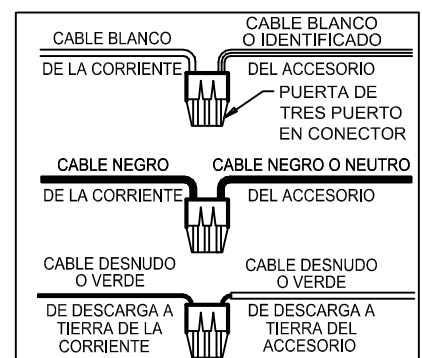 CABLE BLANCO
DE LA CORRIENTE
CABLE BLANCO
O IDENTIFICADO
DEL ACCESORIO
PUERTA DE
TRES PUERTO
EN CONECTOR
CABLE NEGRO
DE LA CORRIENTE
CABLE NEGRO O NEUTRO
DEL ACCESORIO
CABLE DESNUDO
O VERDE
DE DESCARGA A
TIERRA DE LA
CORRIENTE
CABLE DESNUDO
O VERDE
DE DESCARGA A
TIERRA DEL
ACCESORIO